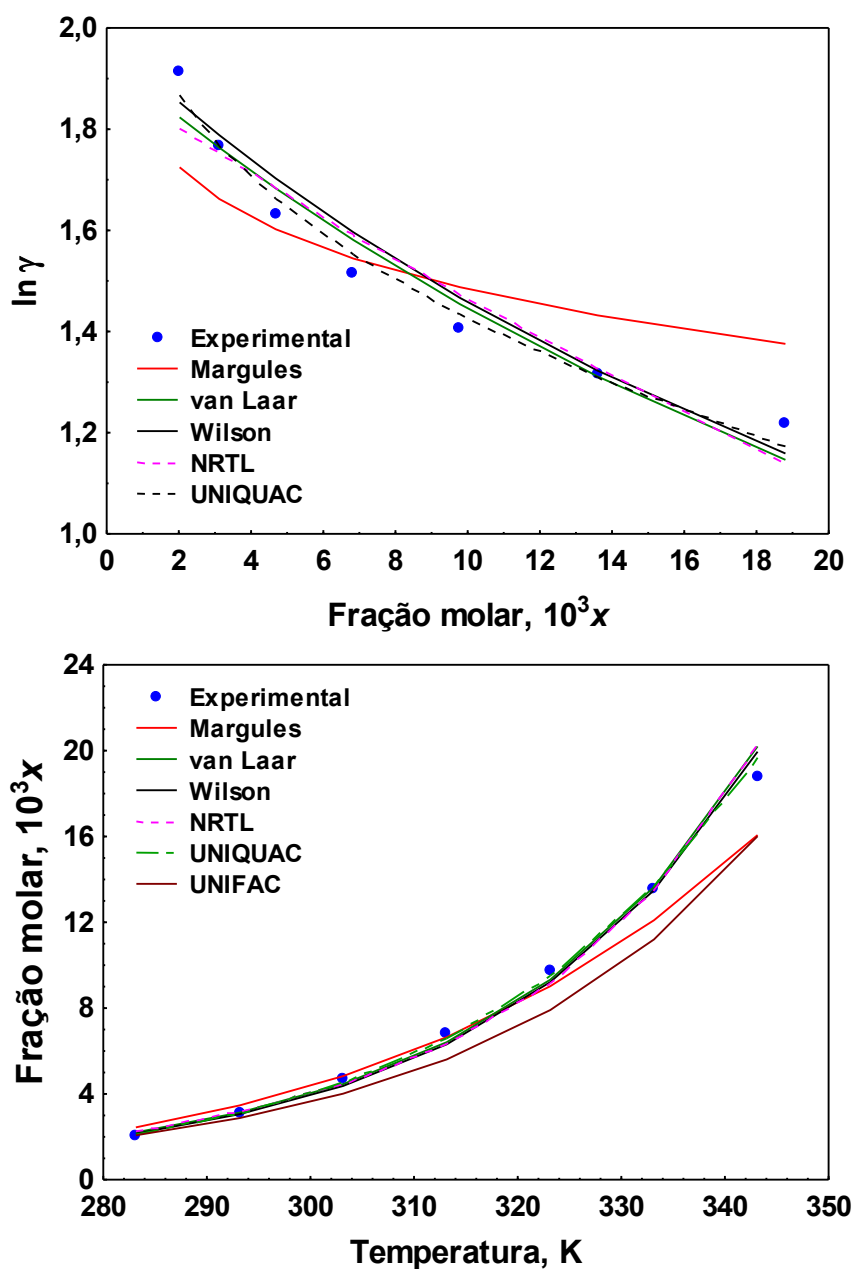 2,0
1,8
1,6
1,4
1,2
1,0
ln γ
Experimental
Margules
van Laar
Wilson
NRTL
UNIQUAC
0 2 4 6 8 10 12 14 16 18 20
Fração molar, 10³x
24
20
16
12
8
4
0
Fração molar, 10³x
Experimental
Margules
van Laar
Wilson
NRTL
UNIQUAC
UNIFAC
280 290 300 310 320 330 340 350
Temperatura, K